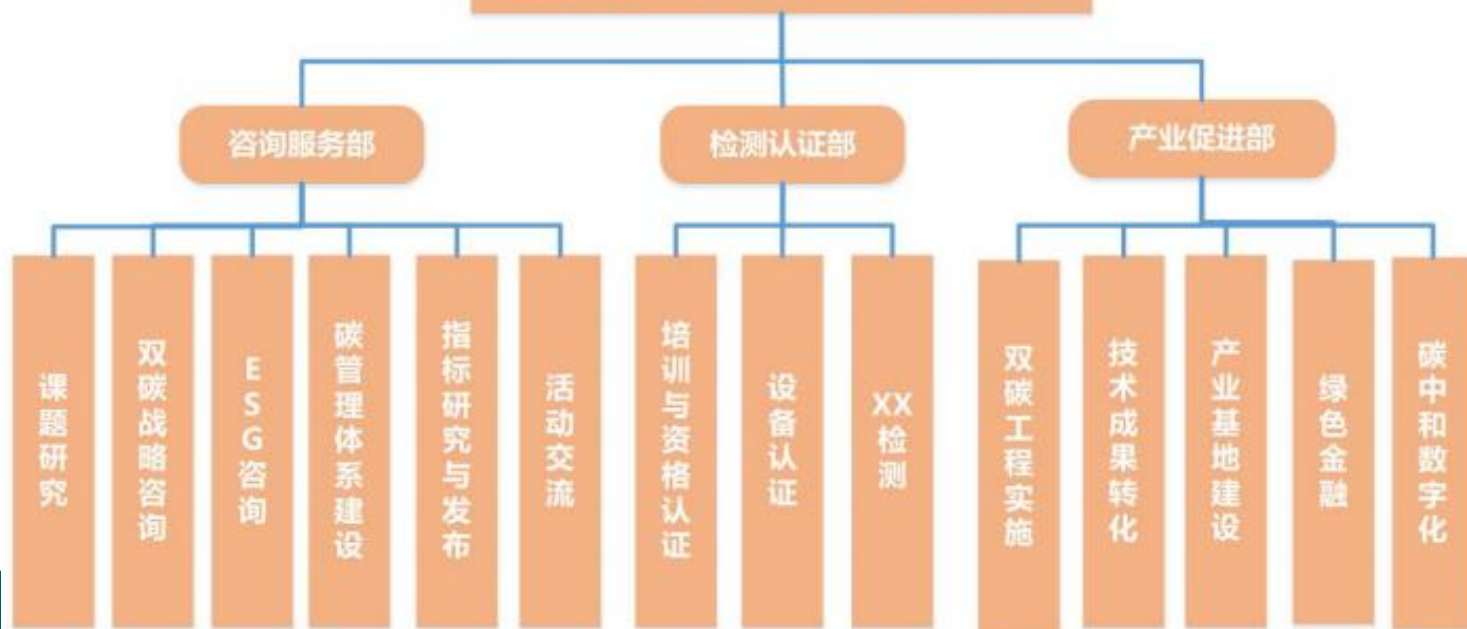 咨询服务部
检测认证部
产业促进部
课题研究
双碳战略咨询
ESG咨询
碳管理体系建设
指标研究与发布
活动交流
培训与资格认证
设备认证
XX检测
双碳工程实施
技术成果转化
产业基地建设
绿色金融
碳中和数字化